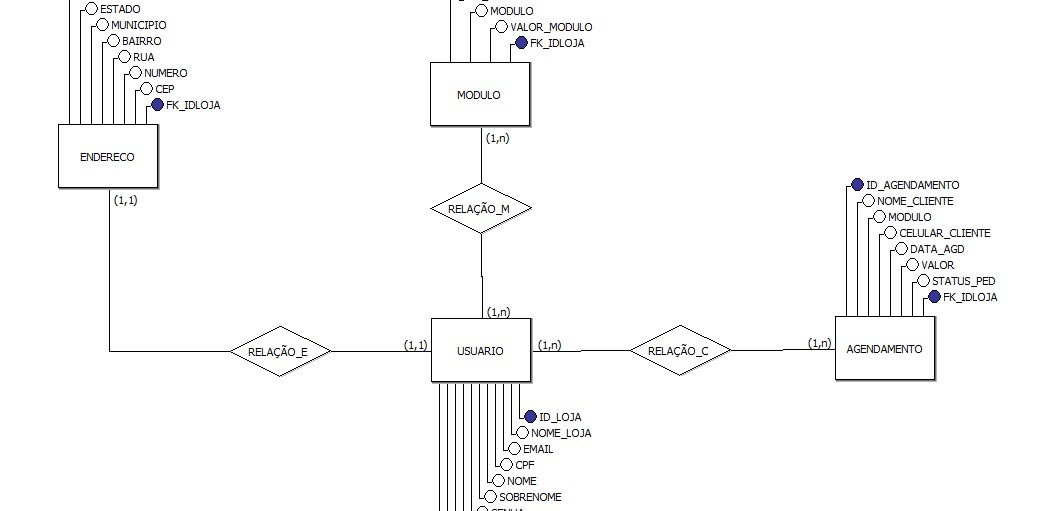 ESTADO
MUNICIPIO
BAIRRO
RUA
NUMERO
CEP
FK_IDLOJA
ENDERECO
(1,1)
MODULO
VALOR_MODULO
FK_IDLOJA
MODULO
(1,n)
RELAÇÃO_M
(1,n)
ID_AGENDAMENTO
NOME_CLIENTE
MODULO
CELULAR_CLIENTE
DATA_AGD
VALOR
STATUS_PED
FK_IDLOJA
AGENDAMENTO
(1,n)
RELAÇÃO_C
(1,n)
USUARIO
(1,1)
RELAÇÃO_E
ID_LOJA
NOME_LOJA
EMAIL
CPF
NOME
SOBRENOME